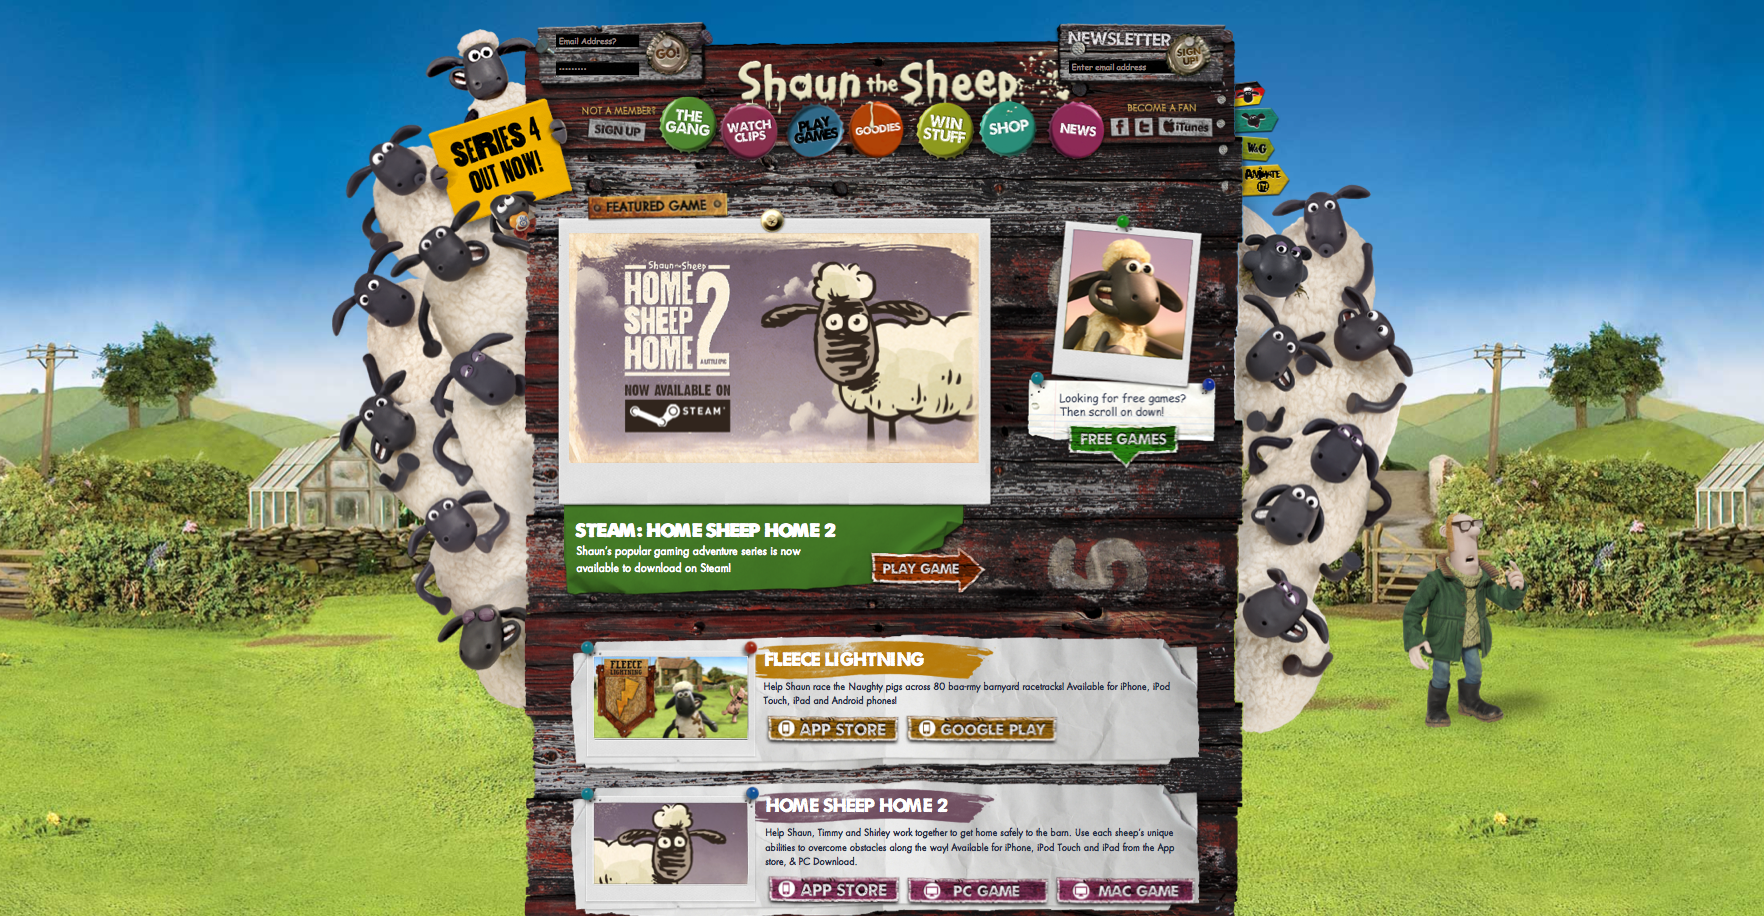 Email Address?
GO!
NEWSLETTER
Enter email address
SIGN UP!
Shaun the Sheep
NOT A MEMBER?
SIGN UP
THE GANG
WATCH CLIPS
PLAY GAMES
GOODIES
WIN STUFF
SHOP
NEWS
BECOME A FAN
f
t
iTunes
SERIES 4
OUT NOW!
W&G
ANIMATE IT!
FEATURED GAME
Shaun the Sheep
HOME
SHEEP
HOME
2
NOW AVAILABLE ON
STEAM
Looking for free games?
Then scroll on down!
FREE GAMES
STEAM: HOME SHEEP HOME 2
Shaun's popular gaming adventure series is now
available to download on Steam!
PLAY GAME
5
FLEECE
LIGHTNING
FLEECE LIGHTNING
Help Shaun race the Naughty pigs across 80 baa-rmy barnyard racetracks! Available for iPhone, iPod
Touch, iPad and Android phones!
APP STORE
GOOGLE PLAY
HOME SHEEP HOME 2
Help Shaun, Timmy and Shirley work together to get home safely to the barn. Use each sheep's unique
abilities to overcome obstacles along the way! Available for iPhone, iPod Touch and iPad from the App
store, & PC Download.
APP STORE
PC GAME
MAC GAME